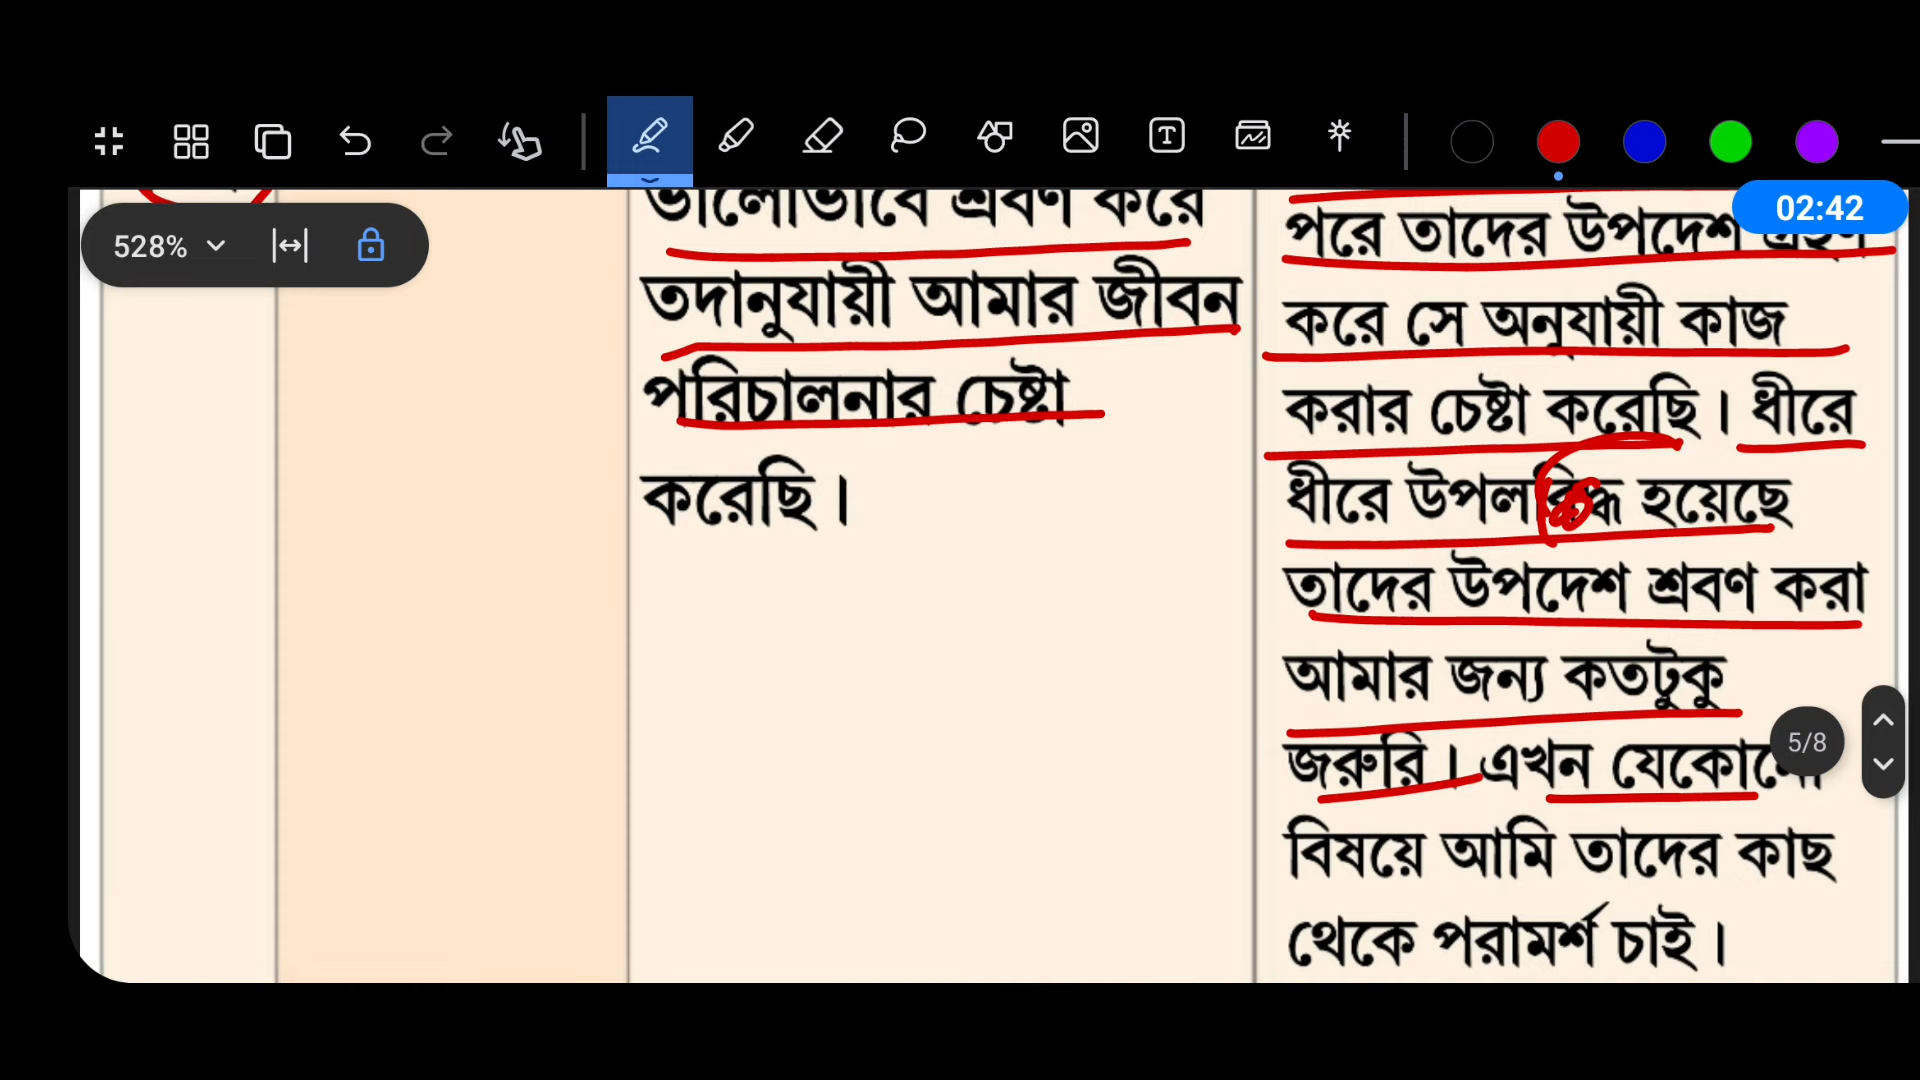 528%
02:42
ভালোভাবে শ্রবণ করে
তদানুযায়ী আমার জীবন
পরিচালনার চেষ্টা
করেছি।
পরে তাদের উপদেশ গ্রহণ
করে সে অনুযায়ী কাজ
করার চেষ্টা করেছি। ধীরে
ধীরে উপলব্ধি হয়েছে
তাদের উপদেশ শ্রবণ করা
আমার জন্য কতটুকু
জরুরি। এখন যেকোনো
বিষয়ে আমি তাদের কাছ
থেকে পরামর্শ চাই।
5/8